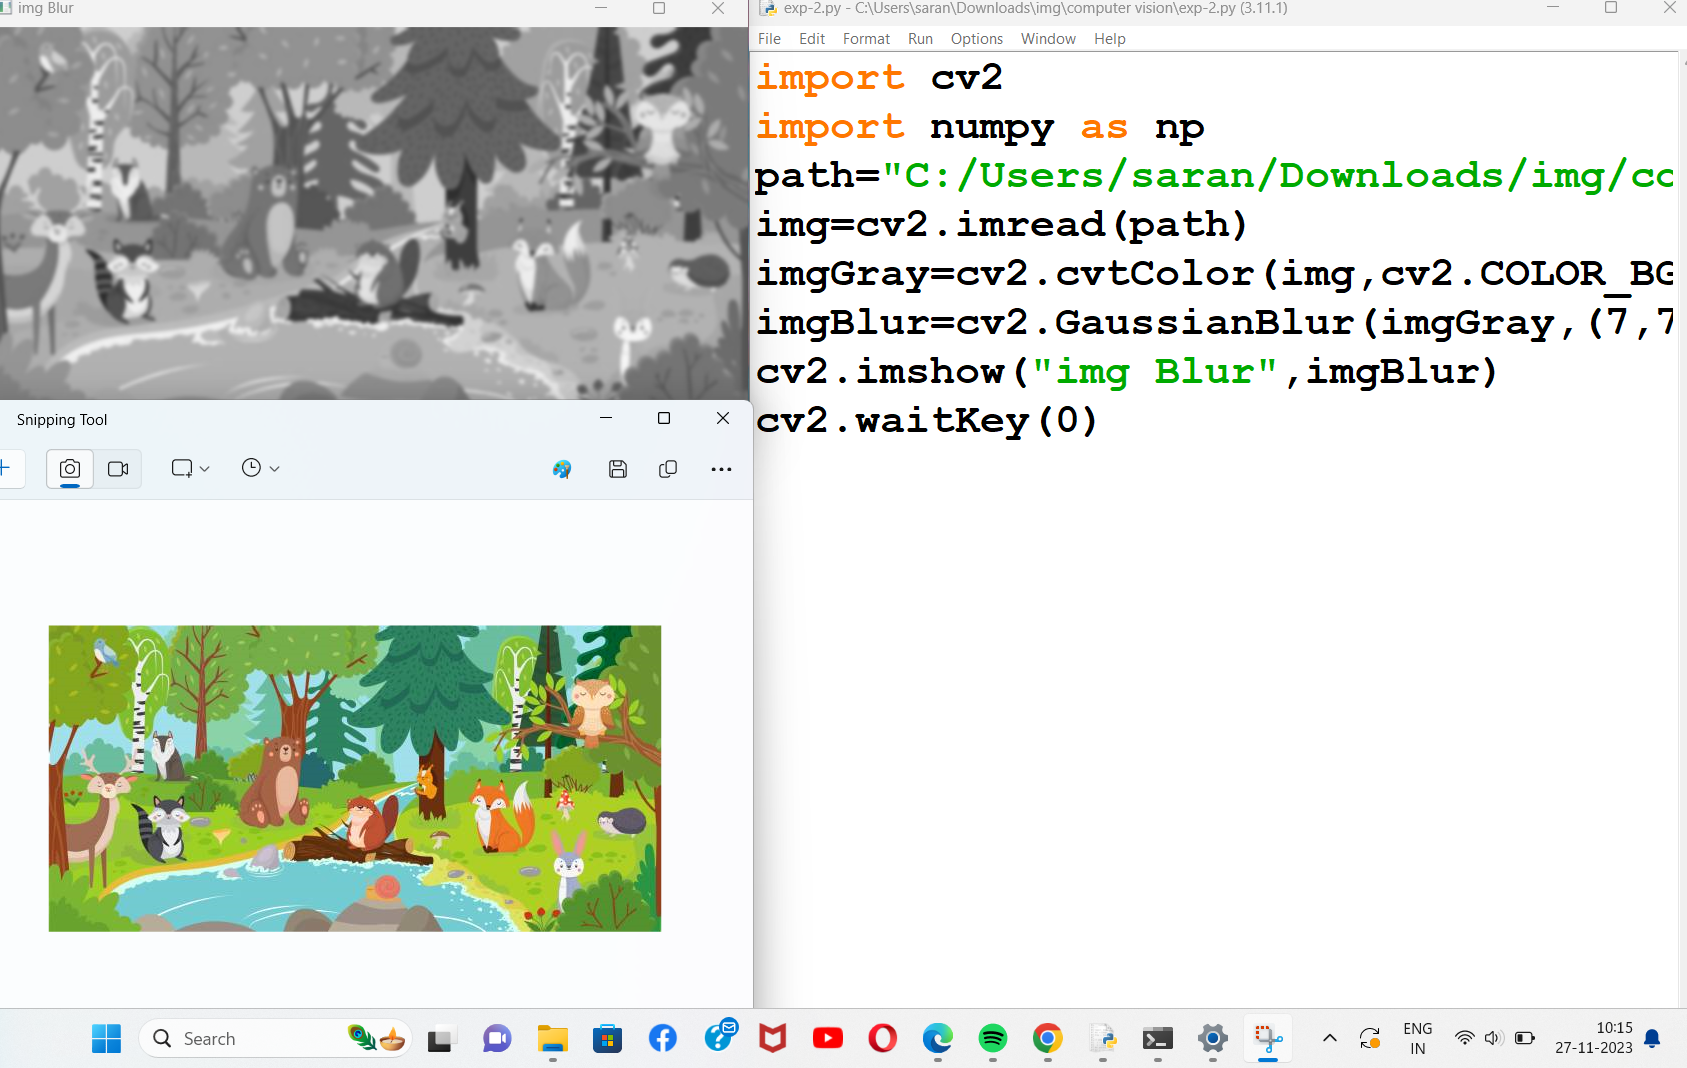 img Blur
exp-2.py - C:\Users\saran\Downloads\img\computer vision\exp-2.py (3.11.1)
File Edit Format Run Options Window Help
import cv2
import numpy as np
path="C:/Users/saran/Downloads/img/co
img=cv2.imread(path)
imgGray=cv2.cvtColor(img,cv2.COLOR_BG
imgBlur=cv2.GaussianBlur(imgGray,(7,7
cv2.imshow("img Blur",imgBlur)
cv2.waitKey(0)
Snipping Tool
Search
ENG
IN
10:15
27-11-2023